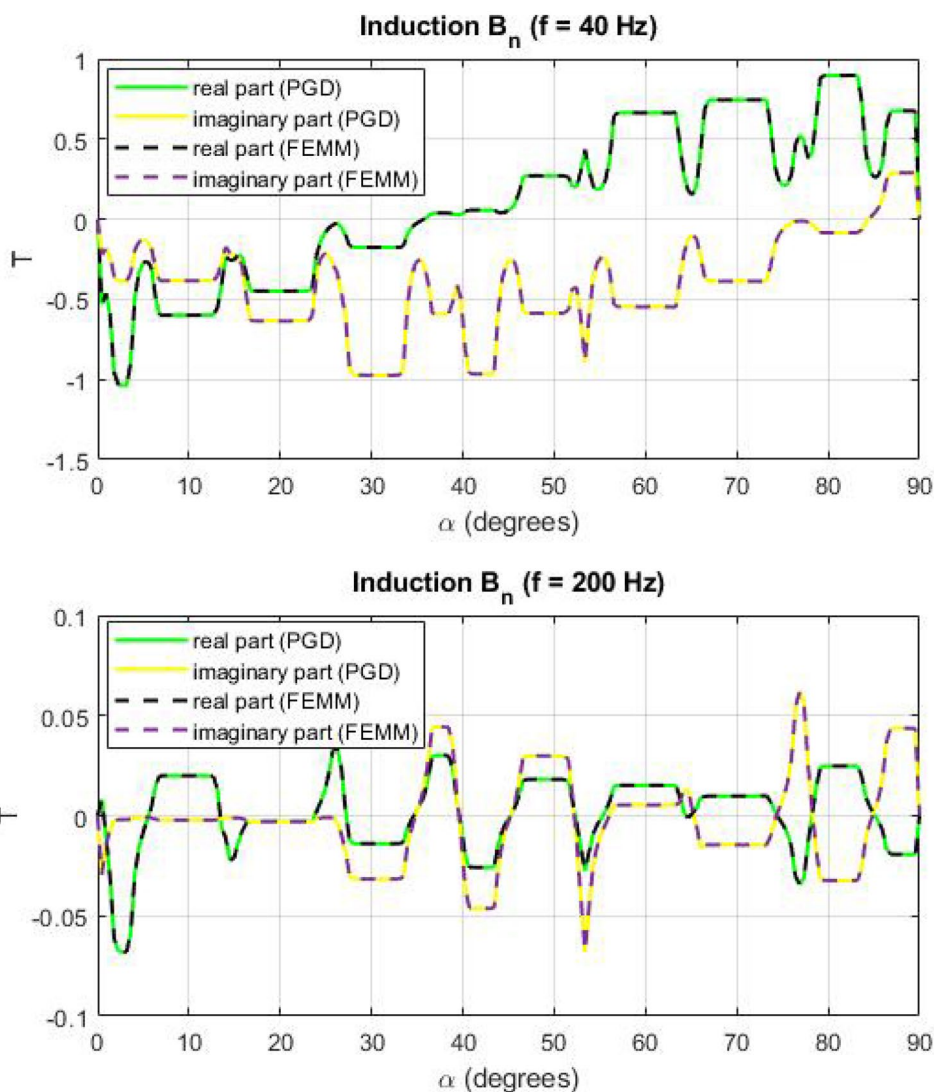 Induction Bn (f = 40 Hz)
1
0.5
0
-0.5
-1
-1.5
T
real part (PGD)
imaginary part (PGD)
real part (FEMM)
imaginary part (FEMM)
0 10 20 30 40 50 60 70 80 90
α (degrees)
Induction Bn (f = 200 Hz)
0.1
0.05
0
-0.05
-0.1
T
real part (PGD)
imaginary part (PGD)
real part (FEMM)
imaginary part (FEMM)
0 10 20 30 40 50 60 70 80 90
α (degrees)